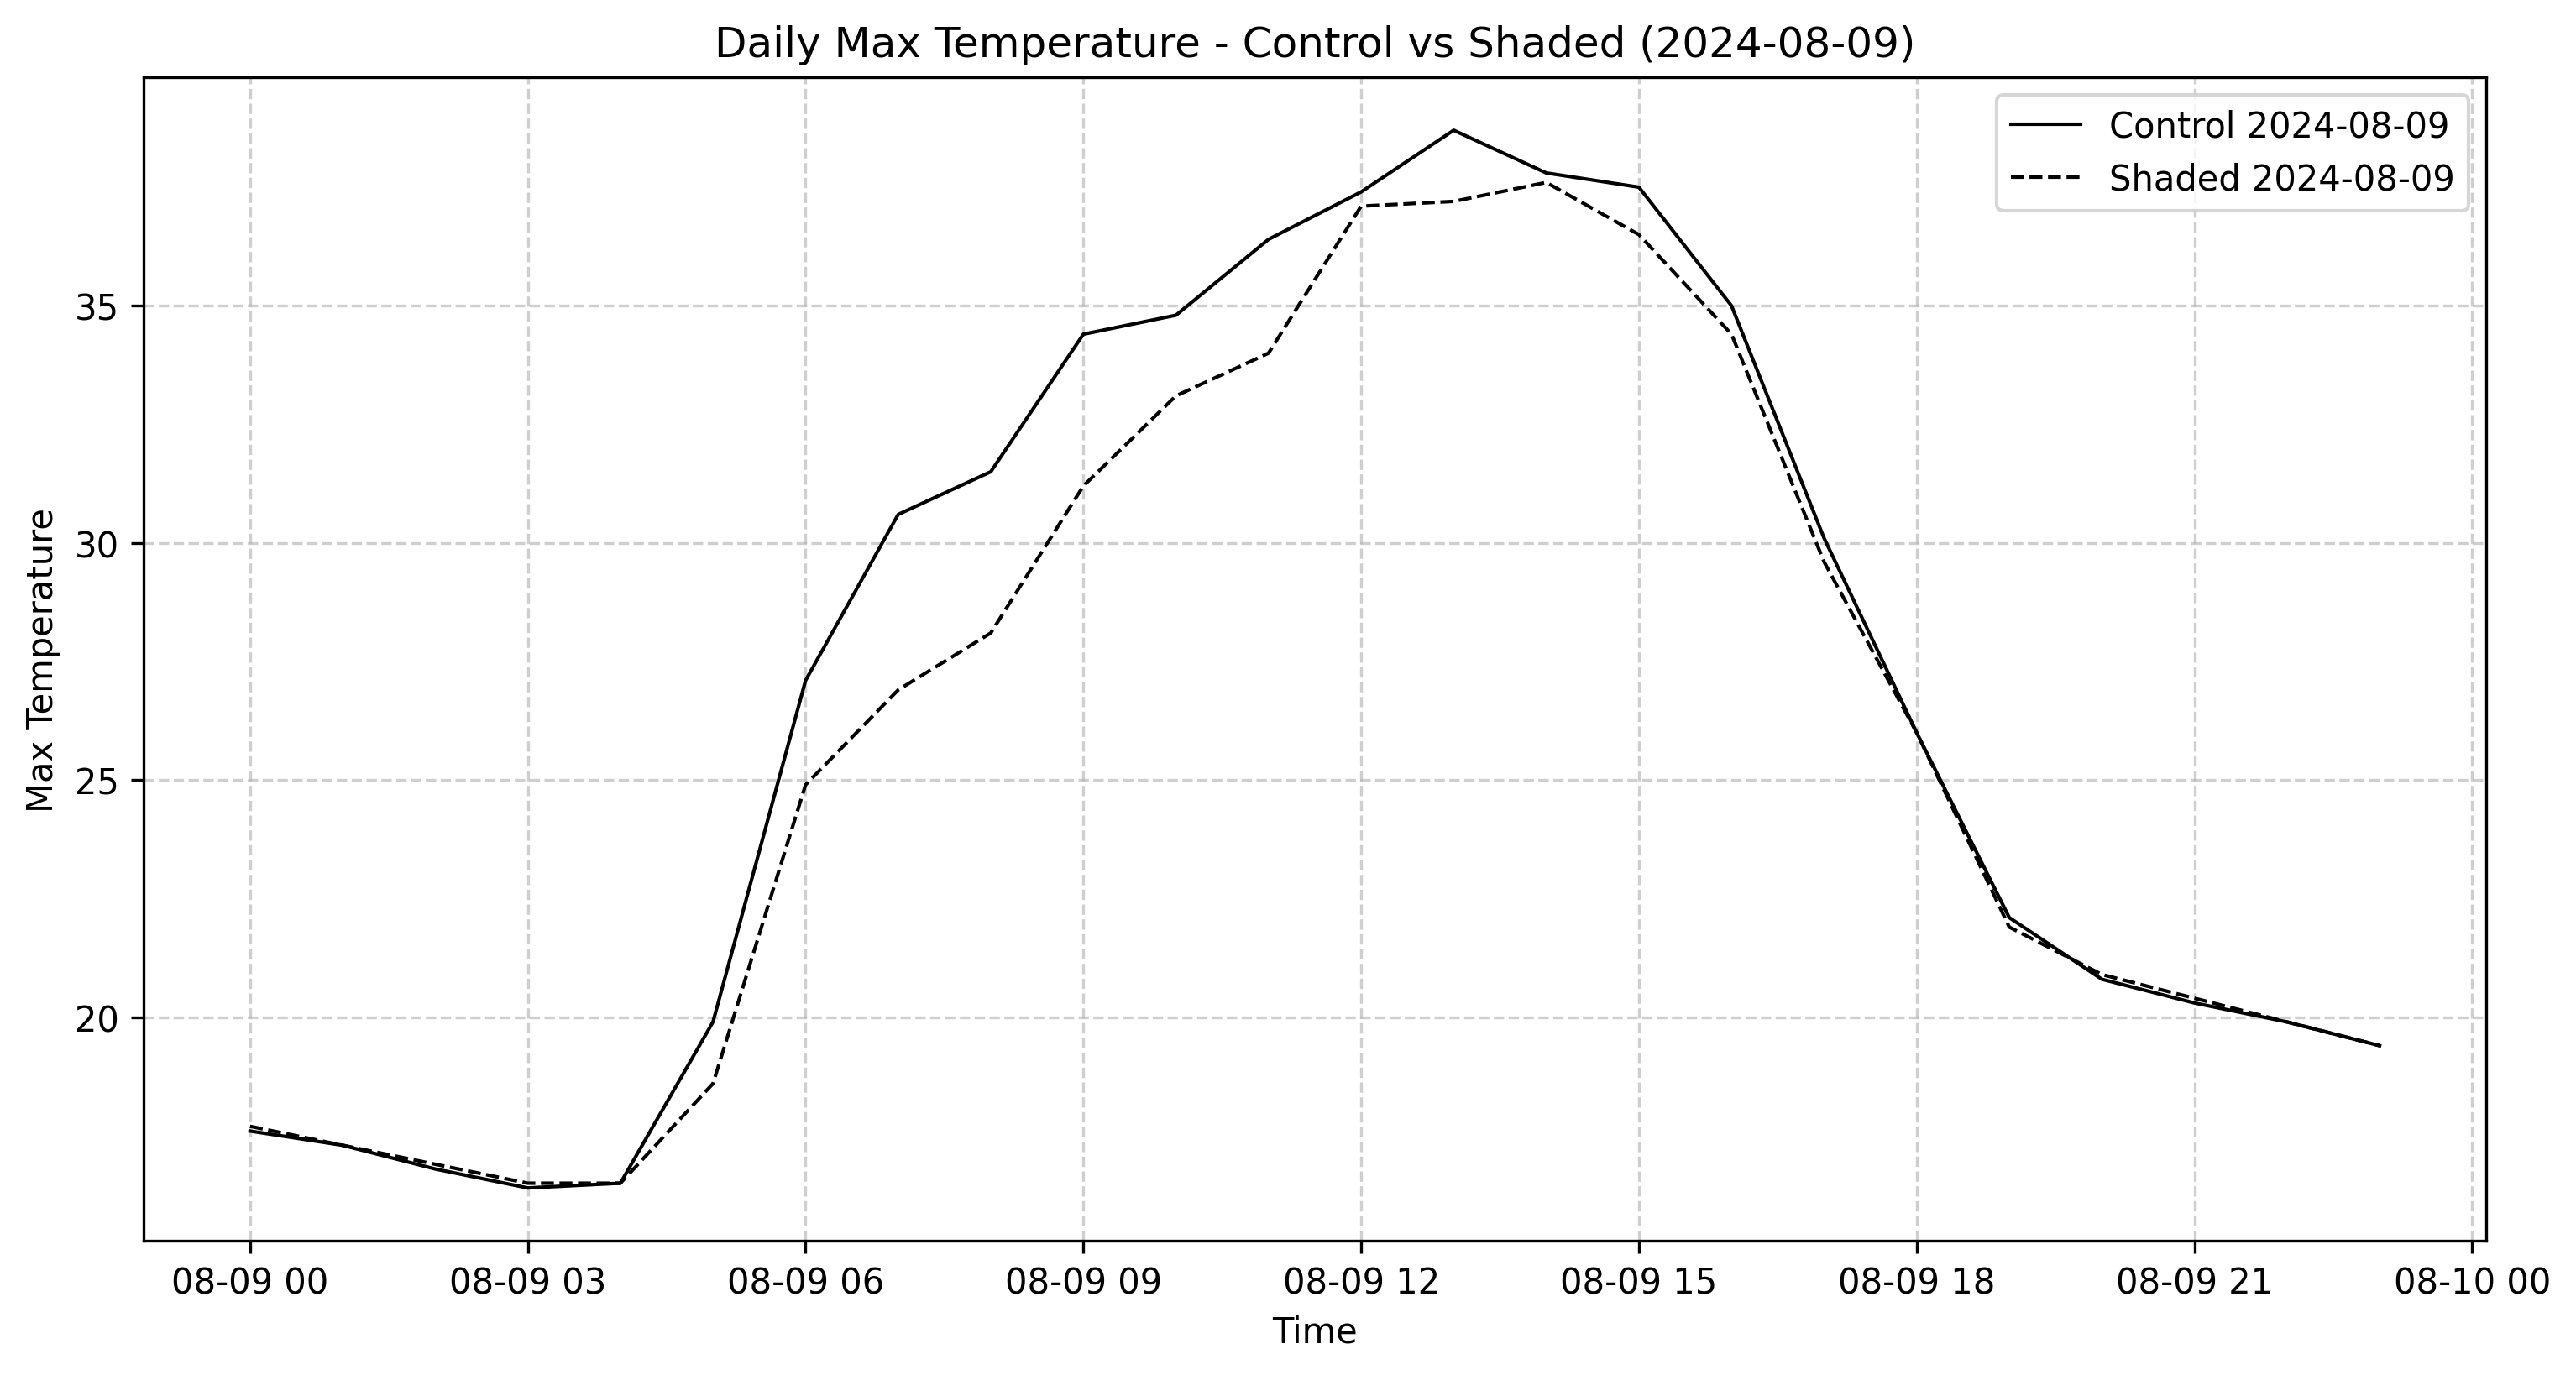 Daily Max Temperature - Control vs Shaded (2024-08-09)
Control 2024-08-09
Shaded 2024-08-09
Max Temperature
35
30
25
20
08-09 00
08-09 03
08-09 06
08-09 09
08-09 12
08-09 15
08-09 18
08-09 21
08-10 00
Time